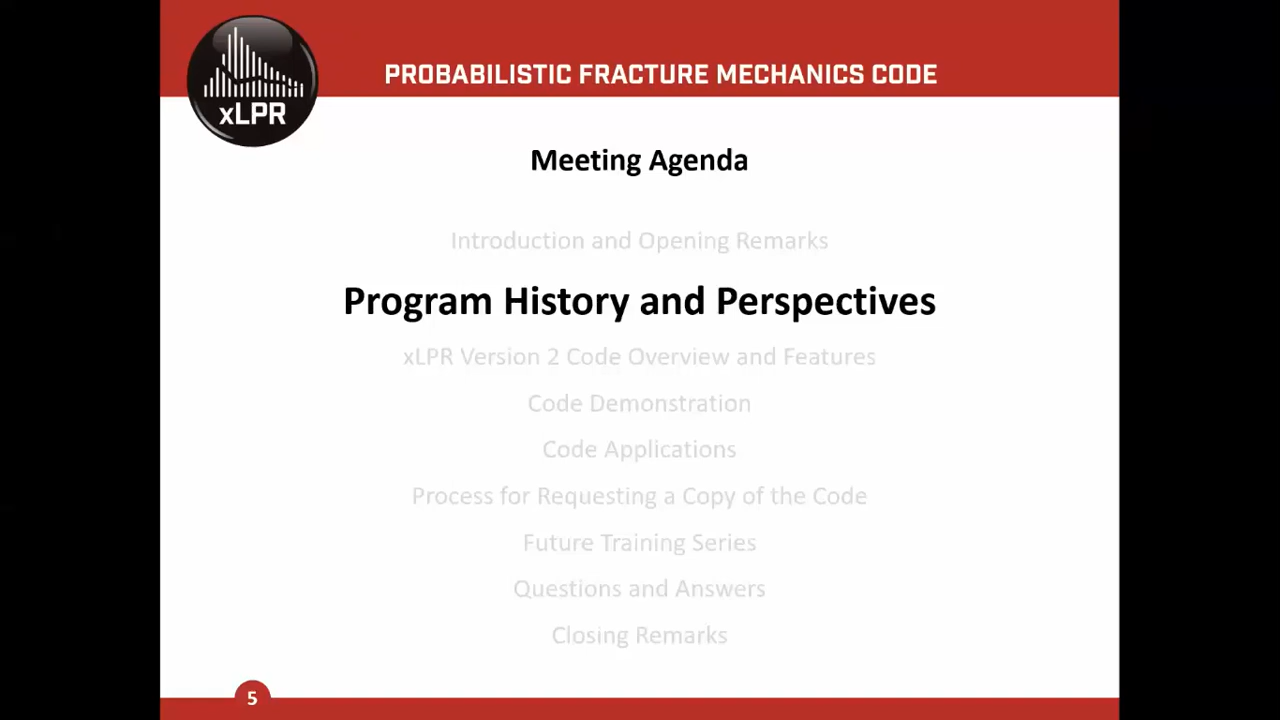 xLPR
PROBABILISTIC FRACTURE MECHANICS CODE
Meeting Agenda
Introduction and Opening Remarks
Program History and Perspectives
xLPR Version 2 Code Overview and Features
Code Demonstration
Code Applications
Process for Requesting a Copy of the Code
Future Training Series
Questions and Answers
Closing Remarks
5